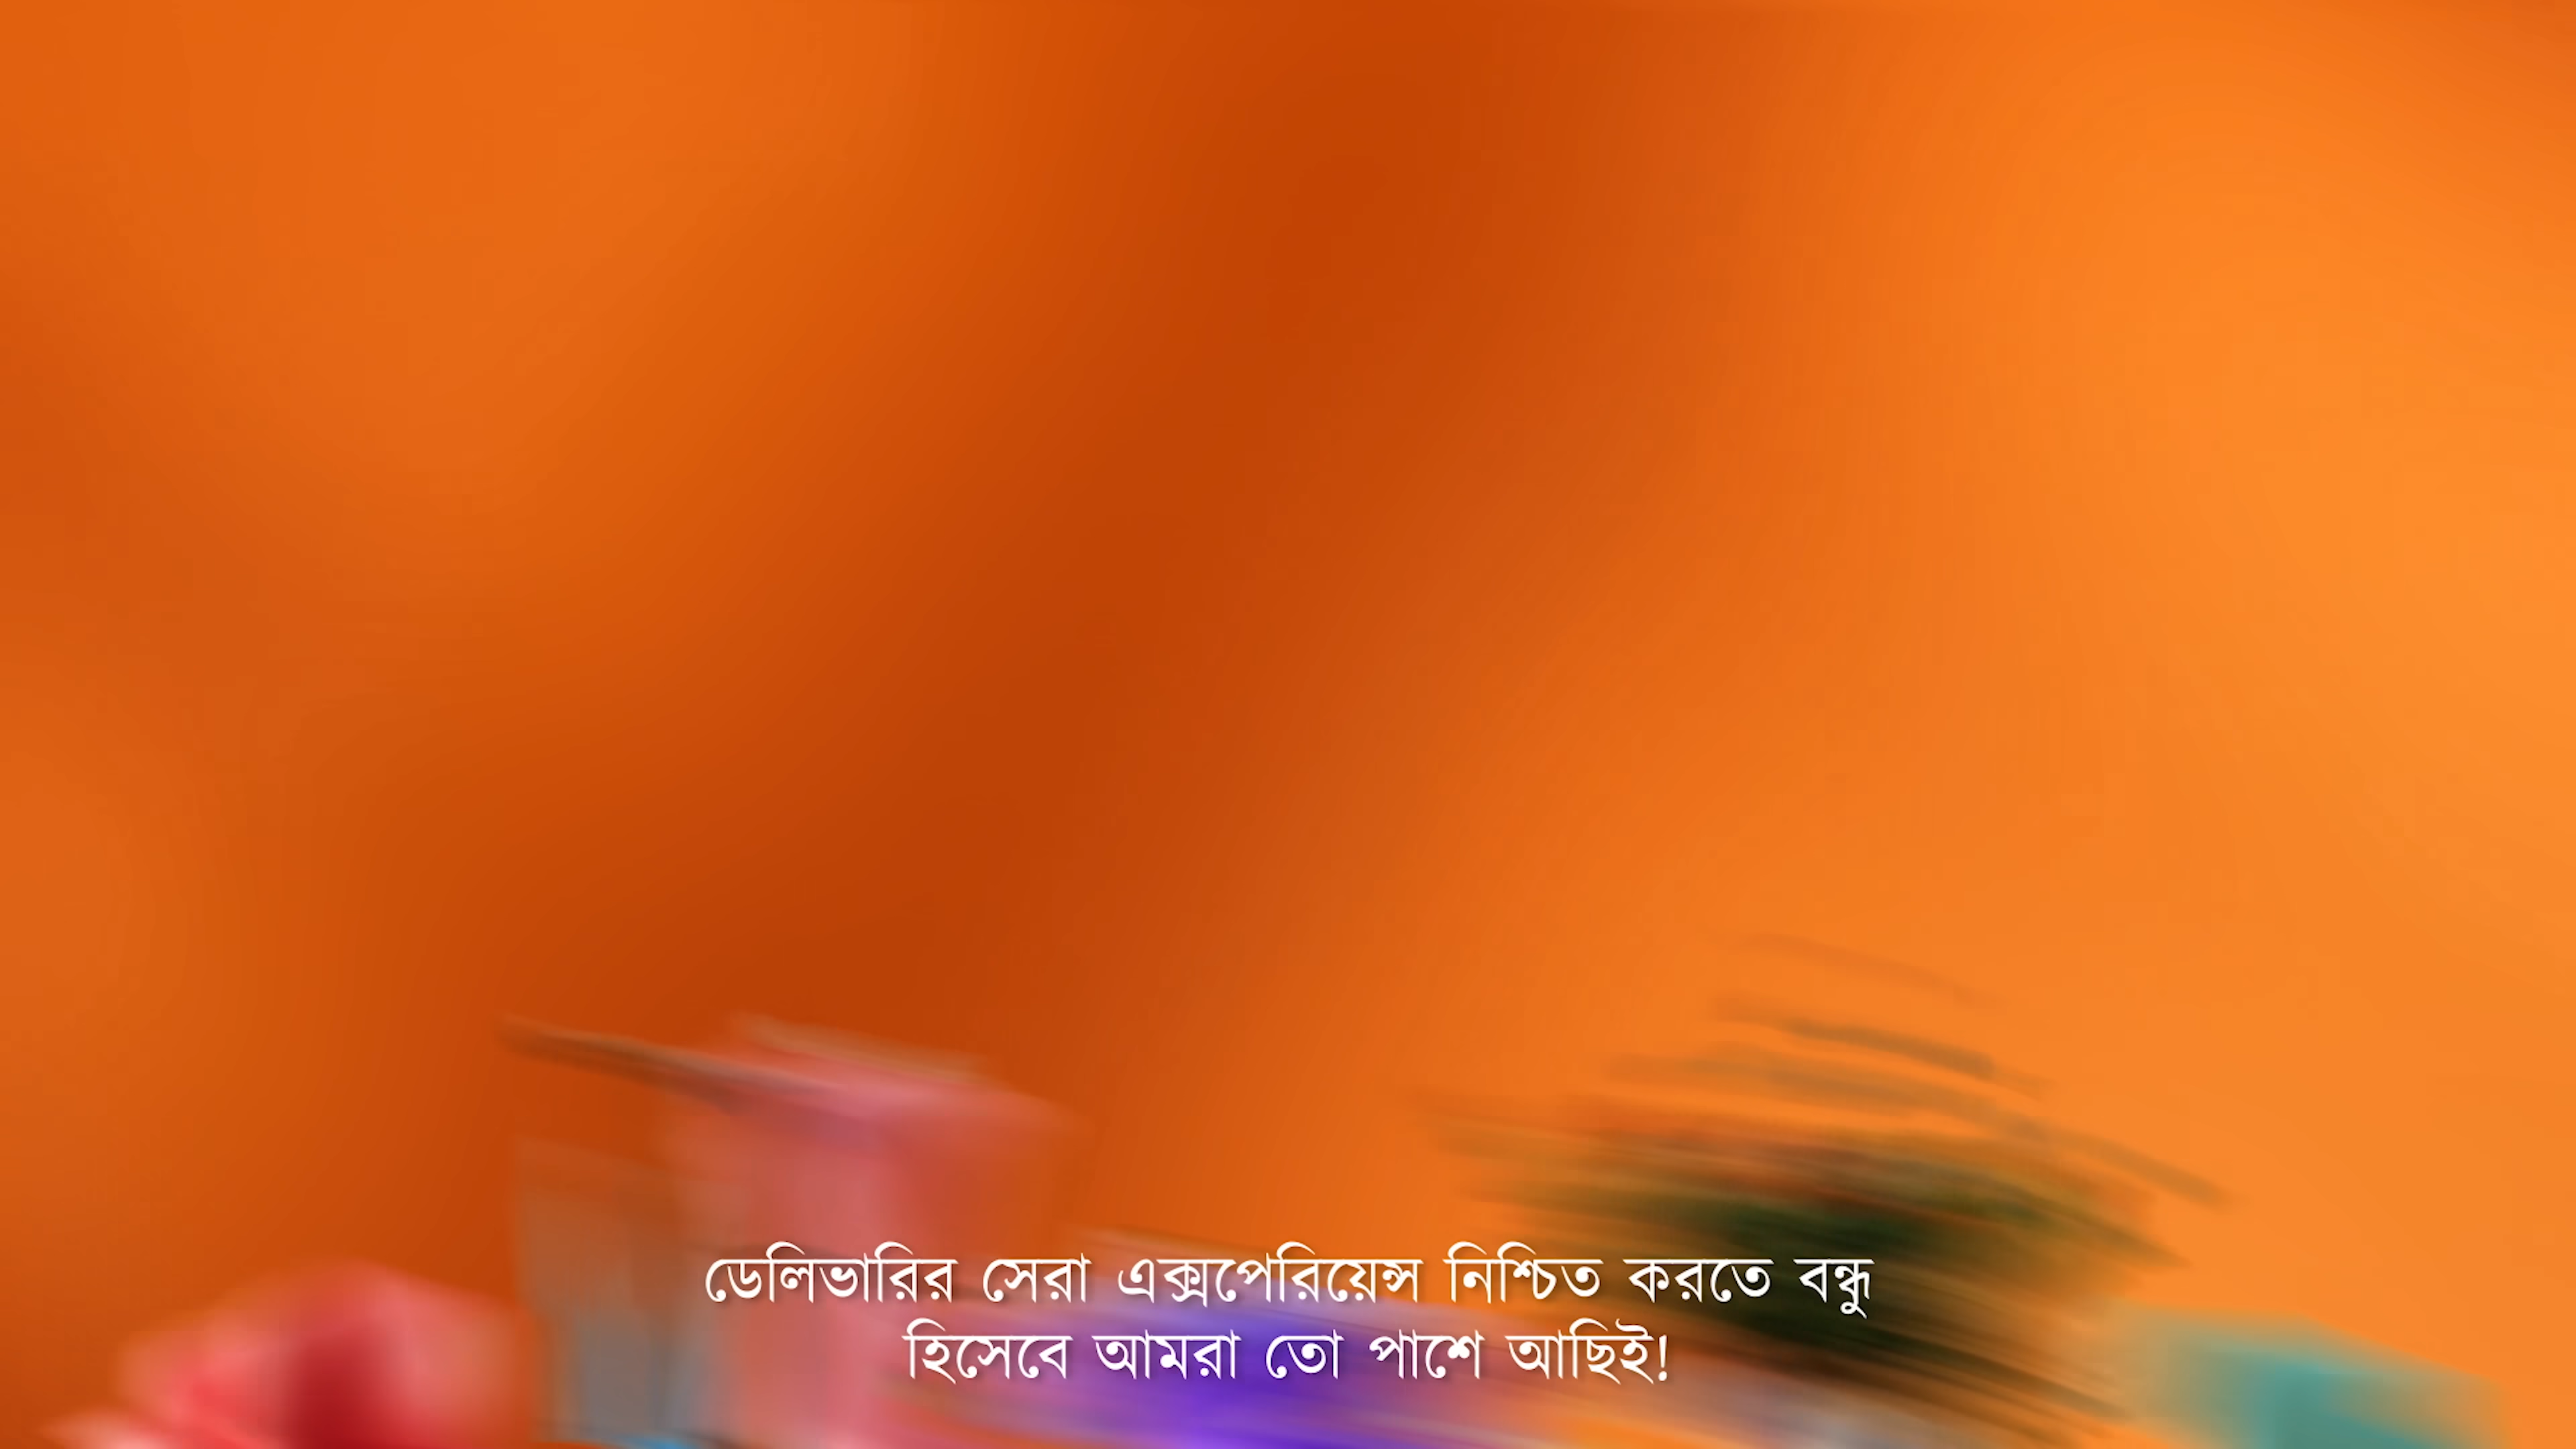 ডেলিভারির সেরা এক্সপেরিয়েন্স নিশ্চিত করতে বন্ধু
হিসেবে আমরা তো পাশে আছিই!